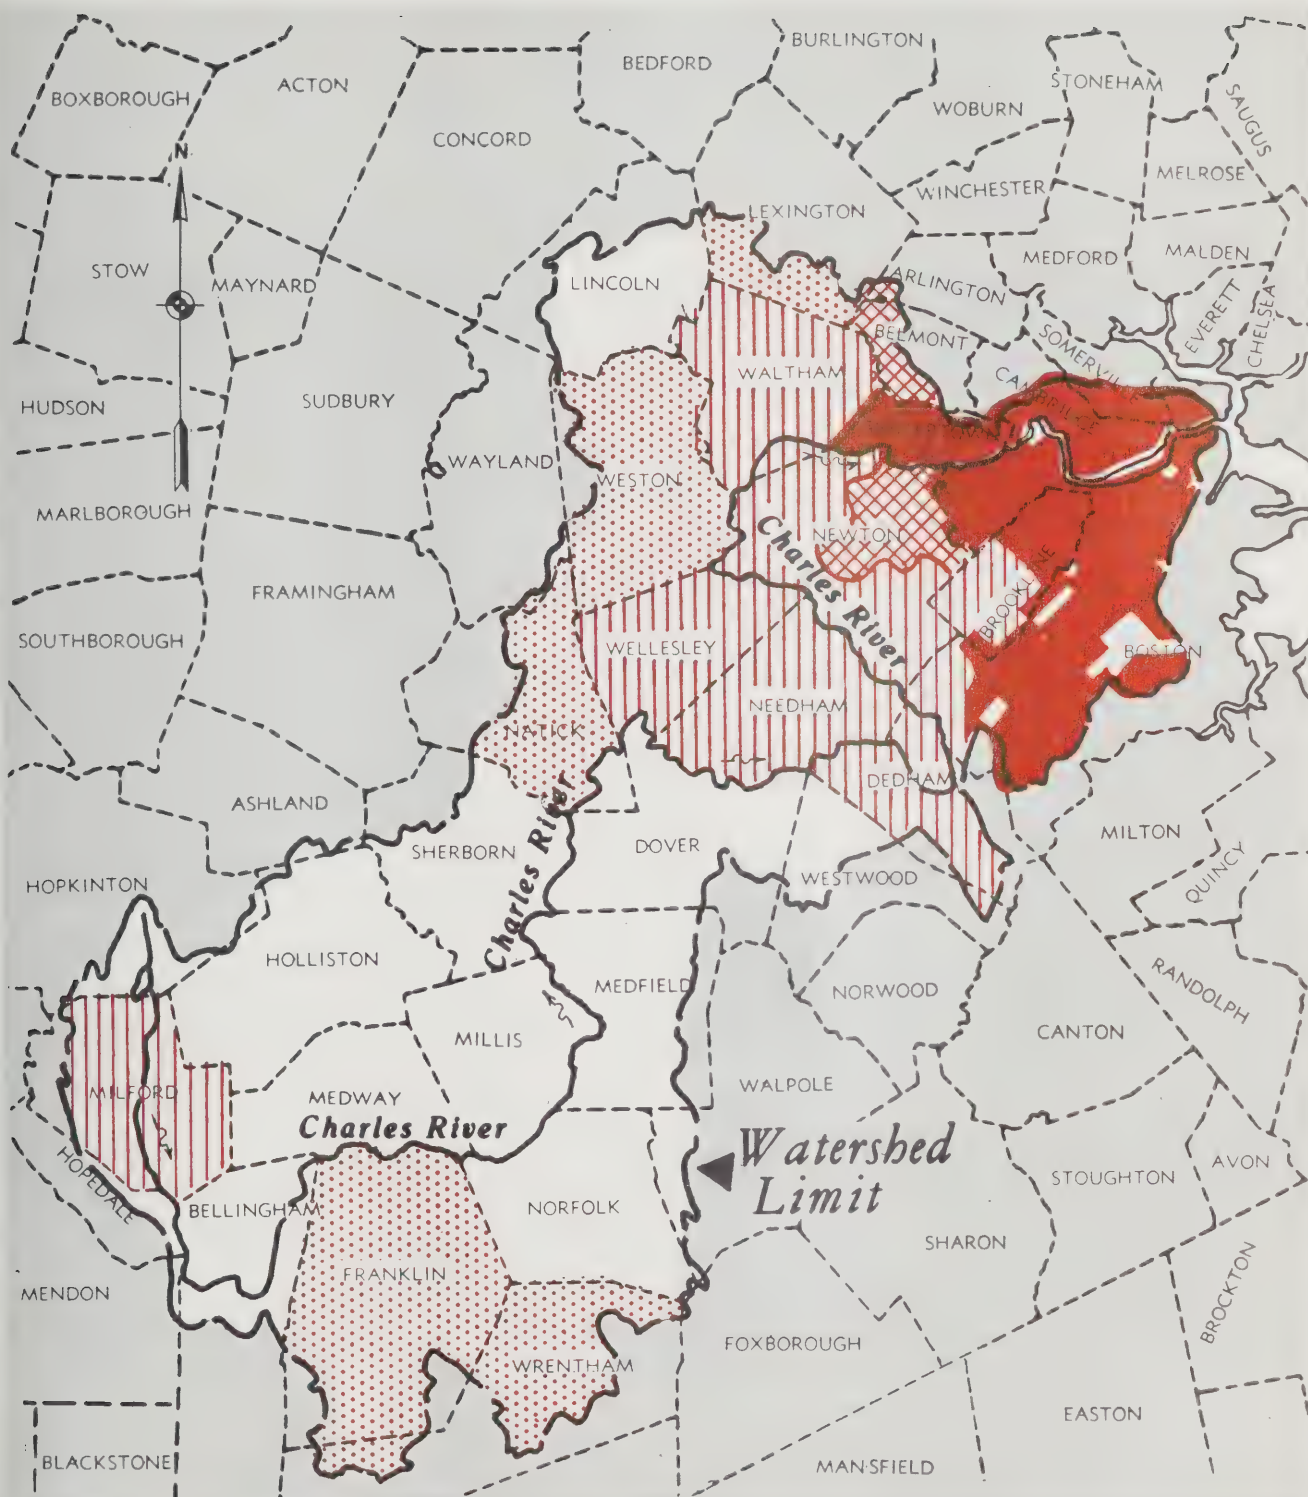 BURLINGTON
BEDFORD
ACTON
STONEHAM
BOXBOROUGH
WOBURN
SAUGUS
CONCORD
N
MELROSE
WINCHESTER
LEXINGTON
MALDEN
MEDFORD
STOW
ARLINGTON
LINCOLN
MAYNARD
EVERETT
CHELSEA
BELMONT
SOMERVILLE
WALTHAM
CAMBRIDGE
SUDBURY
HUDSON
WAYLAND
WESTON
MARLBOROUGH
NEWTON
Charles River
FRAMINGHAM
BROOKLINE
SOUTHBOROUGH
WELLESLEY
BOSTON
NEEDHAM
NATICK
DEDHAM
ASHLAND
MILTON
Charles River
SHERBORN
DOVER
WESTWOOD
QUINCY
HOPKINTON
HOLLISTON
MEDFIELD
NORWOOD
RANDOLPH
CANTON
MILLIS
WALPOLE
MILFORD
MEDWAY
Charles River
Watershed
Limit
HOPEDALE
STOUGHTON
AVON
BELLINGHAM
NORFOLK
SHARON
FRANKLIN
MENDON
BROCKTON
FOXBOROUGH
WRENTHAM
EASTON
BLACKSTONE
MANSFIELD